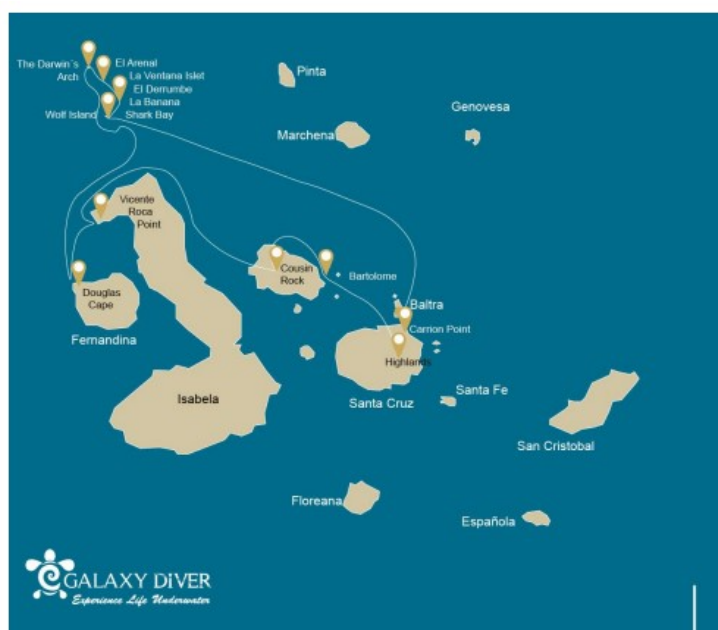 The Darwin´s
Arch
El Arenal
La Ventana Islet
El Derrumbe
La Banana
Wolf Island
Shark Bay
Pinta
Genovesa
Marchena
Vicente
Roca
Point
Cousin
Rock
Bartolome
Douglas
Cape
Baltra
Carrion Point
Fernandina
Highlands
Isabela
Santa Cruz
Santa Fe
San Cristobal
Floreana
Española
GALAXY DIVER
Experience Life Underwater